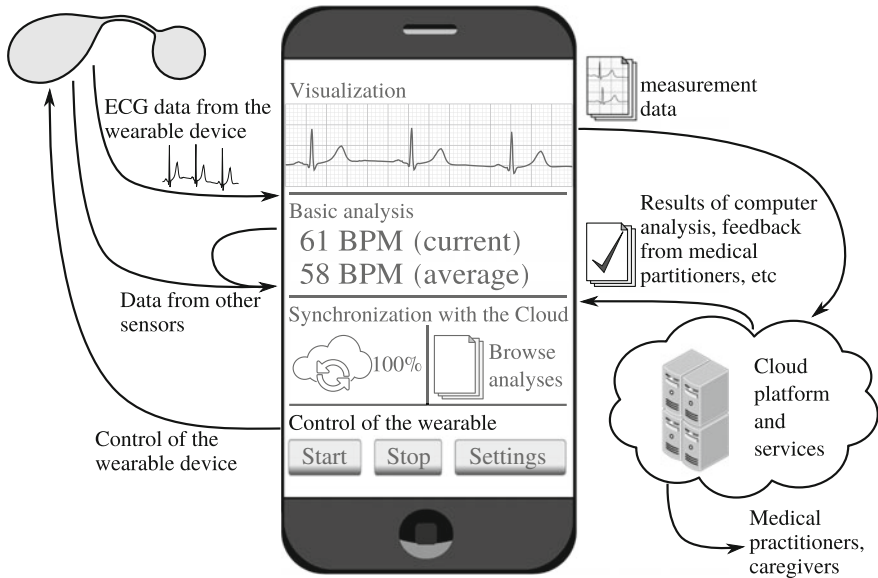 ECG data from the
wearable device
Data from other
sensors
Control of the
wearable device
Visualization
Basic analysis
61 BPM (current)
58 BPM (average)
Synchronization with the Cloud
100%
Browse
analyses
Control of the wearable
Start
Stop
Settings
measurement
data
Results of computer
analysis, feedback
from medical
partitioners, etc
Cloud
platform
and
services
Medical
practitioners,
caregivers